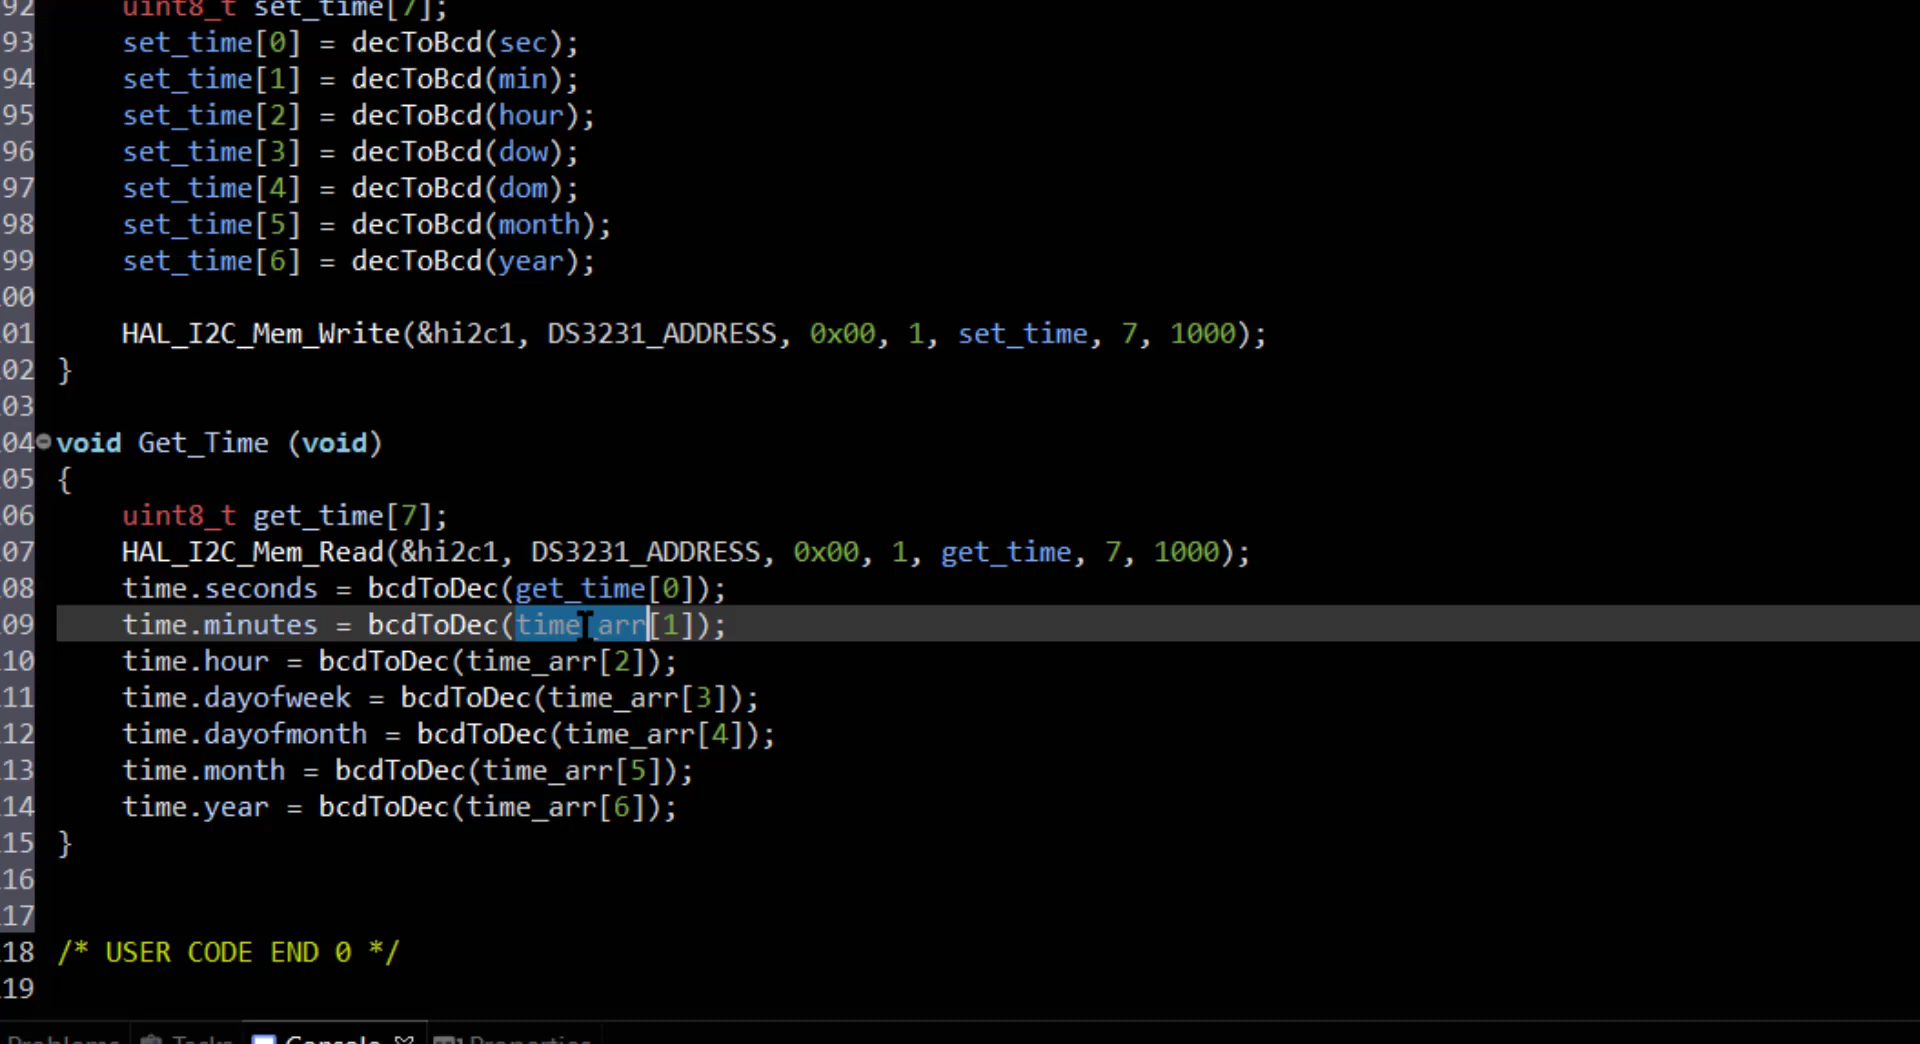 92 uint8_t set_time[7];
93 set_time[0] = decToBcd(sec);
94 set_time[1] = decToBcd(min);
95 set_time[2] = decToBcd(hour);
96 set_time[3] = decToBcd(dow);
97 set_time[4] = decToBcd(dom);
98 set_time[5] = decToBcd(month);
99 set_time[6] = decToBcd(year);
00
01 HAL_I2C_Mem_Write(&hi2c1, DS3231_ADDRESS, 0x00, 1, set_time, 7, 1000);
02 }
03
04 void Get_Time (void)
05 {
06 uint8_t get_time[7];
07 HAL_I2C_Mem_Read(&hi2c1, DS3231_ADDRESS, 0x00, 1, get_time, 7, 1000);
08 time.seconds = bcdToDec(get_time[0]);
09 time.minutes = bcdToDec(time_arr[1]);
10 time.hour = bcdToDec(time_arr[2]);
11 time.dayofweek = bcdToDec(time_arr[3]);
12 time.dayofmonth = bcdToDec(time_arr[4]);
13 time.month = bcdToDec(time_arr[5]);
14 time.year = bcdToDec(time_arr[6]);
15 }
16
17
18 /* USER CODE END 0 */
19
Problems Tasks Console Properties